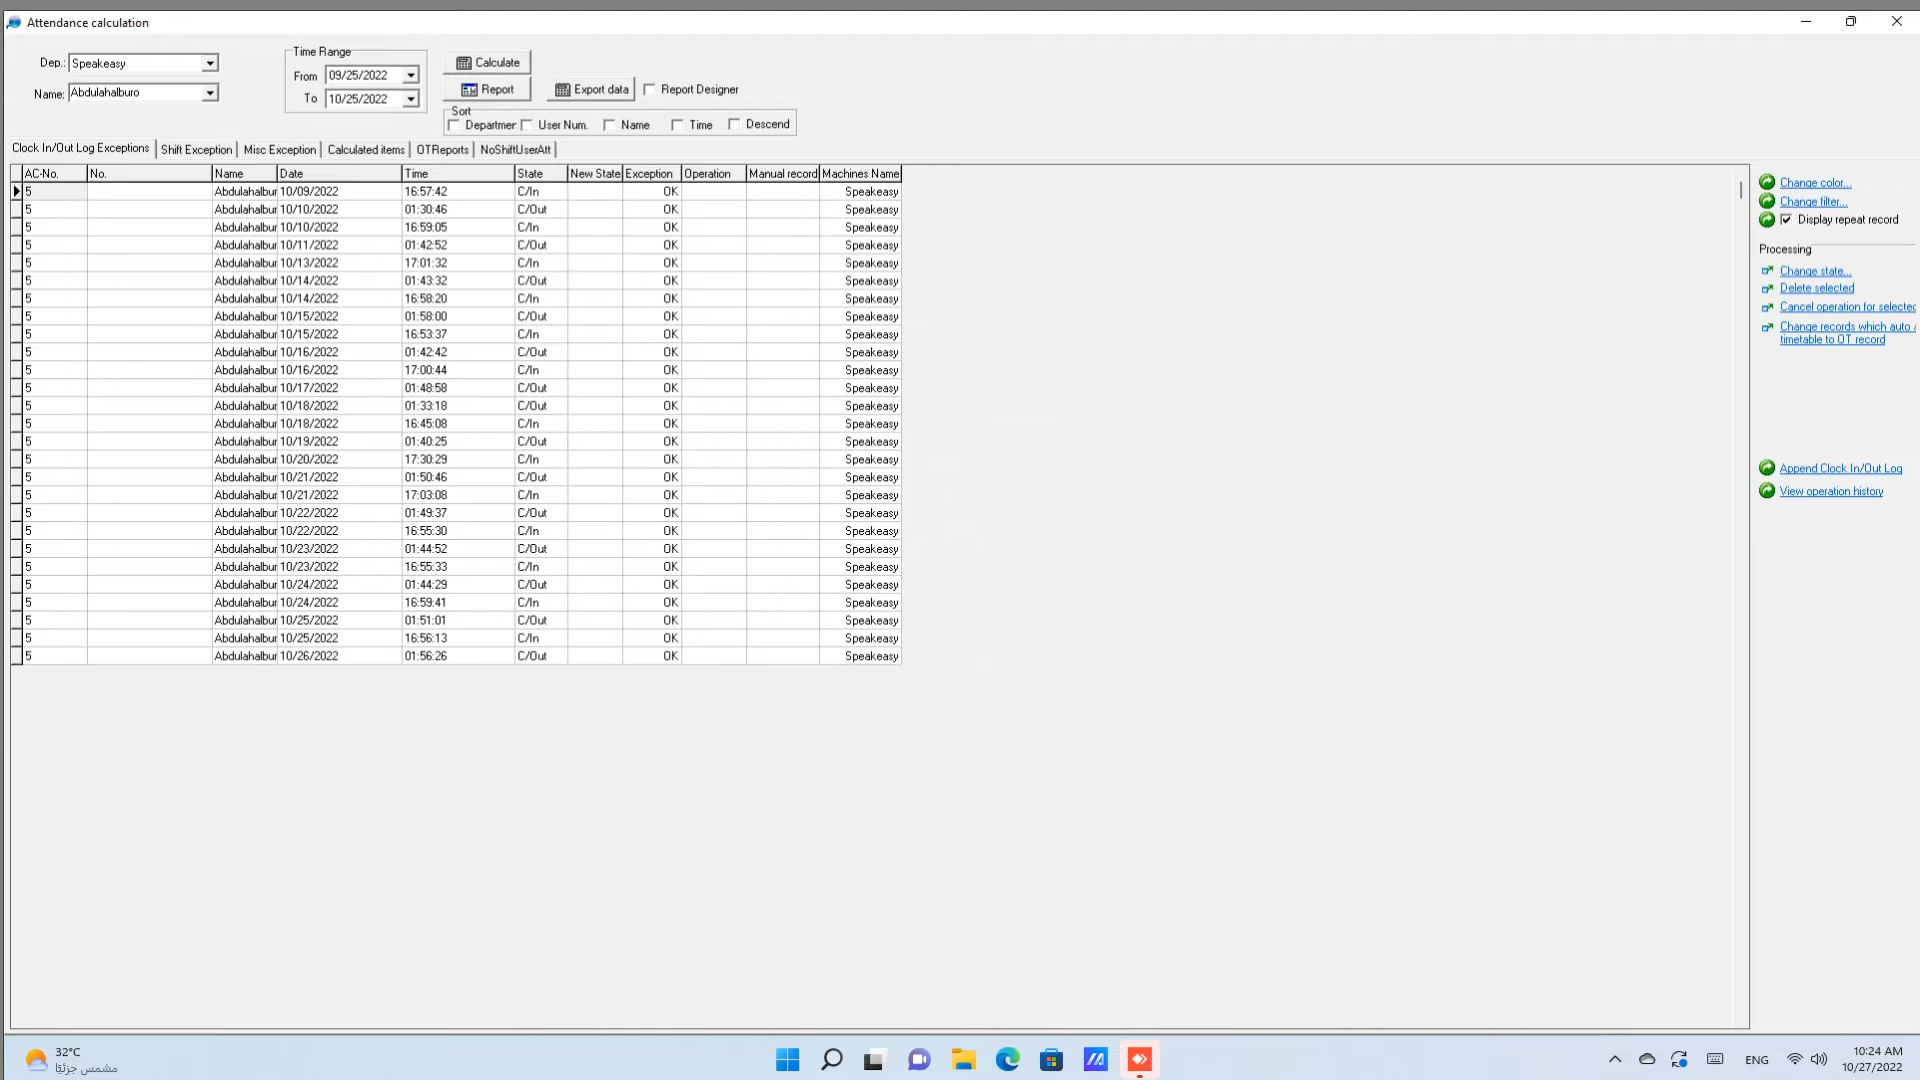 Attendance calculation
Dep.: Speakeasy
Name: Abdulahalburo
Time Range
From 09/25/2022
To 10/25/2022
Calculate
Report
Export data
Report Designer
Sort
Departmer User Num. Name Time Descend
Clock In/Out Log Exceptions Shift Exception Misc Exception Calculated items OTReports NoShiftUserAtt
AC-No. No. Name Date Time State New State Exception Operation Manual record Machines Name
5 Abdulahalbur 10/09/2022 16:57:42 C/In OK Speakeasy
5 Abdulahalbur 10/10/2022 01:30:46 C/Out OK Speakeasy
5 Abdulahalbur 10/10/2022 16:59:05 C/In OK Speakeasy
5 Abdulahalbur 10/11/2022 01:42:52 C/Out OK Speakeasy
5 Abdulahalbur 10/13/2022 17:01:32 C/In OK Speakeasy
5 Abdulahalbur 10/14/2022 01:43:32 C/Out OK Speakeasy
5 Abdulahalbur 10/14/2022 16:58:20 C/In OK Speakeasy
5 Abdulahalbur 10/15/2022 01:58:00 C/Out OK Speakeasy
5 Abdulahalbur 10/15/2022 16:53:37 C/In OK Speakeasy
5 Abdulahalbur 10/16/2022 01:42:42 C/Out OK Speakeasy
5 Abdulahalbur 10/16/2022 17:00:44 C/In OK Speakeasy
5 Abdulahalbur 10/17/2022 01:48:58 C/Out OK Speakeasy
5 Abdulahalbur 10/18/2022 01:33:18 C/Out OK Speakeasy
5 Abdulahalbur 10/18/2022 16:45:08 C/In OK Speakeasy
5 Abdulahalbur 10/19/2022 01:40:25 C/Out OK Speakeasy
5 Abdulahalbur 10/20/2022 17:30:29 C/In OK Speakeasy
5 Abdulahalbur 10/21/2022 01:50:46 C/Out OK Speakeasy
5 Abdulahalbur 10/21/2022 17:03:08 C/In OK Speakeasy
5 Abdulahalbur 10/22/2022 01:49:37 C/Out OK Speakeasy
5 Abdulahalbur 10/22/2022 16:55:30 C/In OK Speakeasy
5 Abdulahalbur 10/23/2022 01:44:52 C/Out OK Speakeasy
5 Abdulahalbur 10/23/2022 16:55:33 C/In OK Speakeasy
5 Abdulahalbur 10/24/2022 01:44:29 C/Out OK Speakeasy
5 Abdulahalbur 10/24/2022 16:59:41 C/In OK Speakeasy
5 Abdulahalbur 10/25/2022 01:51:01 C/Out OK Speakeasy
5 Abdulahalbur 10/25/2022 16:56:13 C/In OK Speakeasy
5 Abdulahalbur 10/26/2022 01:56:26 C/Out OK Speakeasy
Change color...
Change filter...
Display repeat record
Processing
Change state...
Delete selected
Cancel operation for selected
Change records which auto
timetable to OT record
Append Clock In/Out Log
View operation history
32°C
مشمس جزئيًا
ENG
10:24 AM
10/27/2022